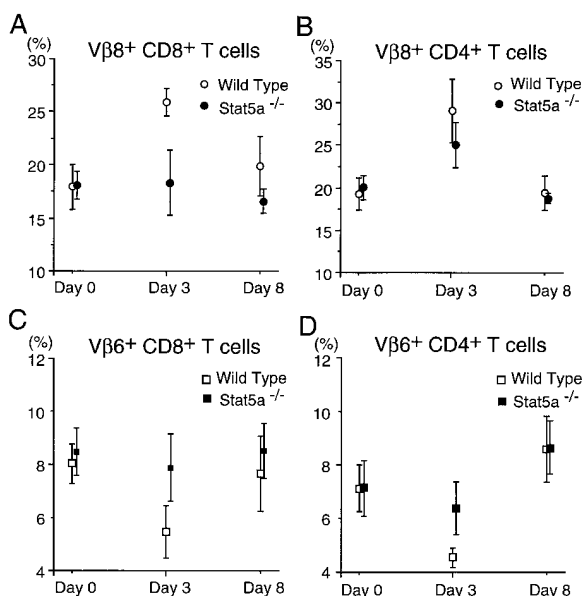 A
(%)
Vβ8+ CD8+ T cells
Wild Type
Stat5a -/-
30
25
20
15
10
Day 0 Day 3 Day 8
B
(%)
Vβ8+ CD4+ T cells
Wild Type
Stat5a -/-
35
30
25
20
15
10
Day 0 Day 3 Day 8
C
(%)
Vβ6+ CD8+ T cells
Wild Type
Stat5a -/-
12
10
8
6
4
Day 0 Day 3 Day 8
D
(%)
Vβ6+ CD4+ T cells
Wild Type
Stat5a -/-
12
10
8
6
4
Day 0 Day 3 Day 8